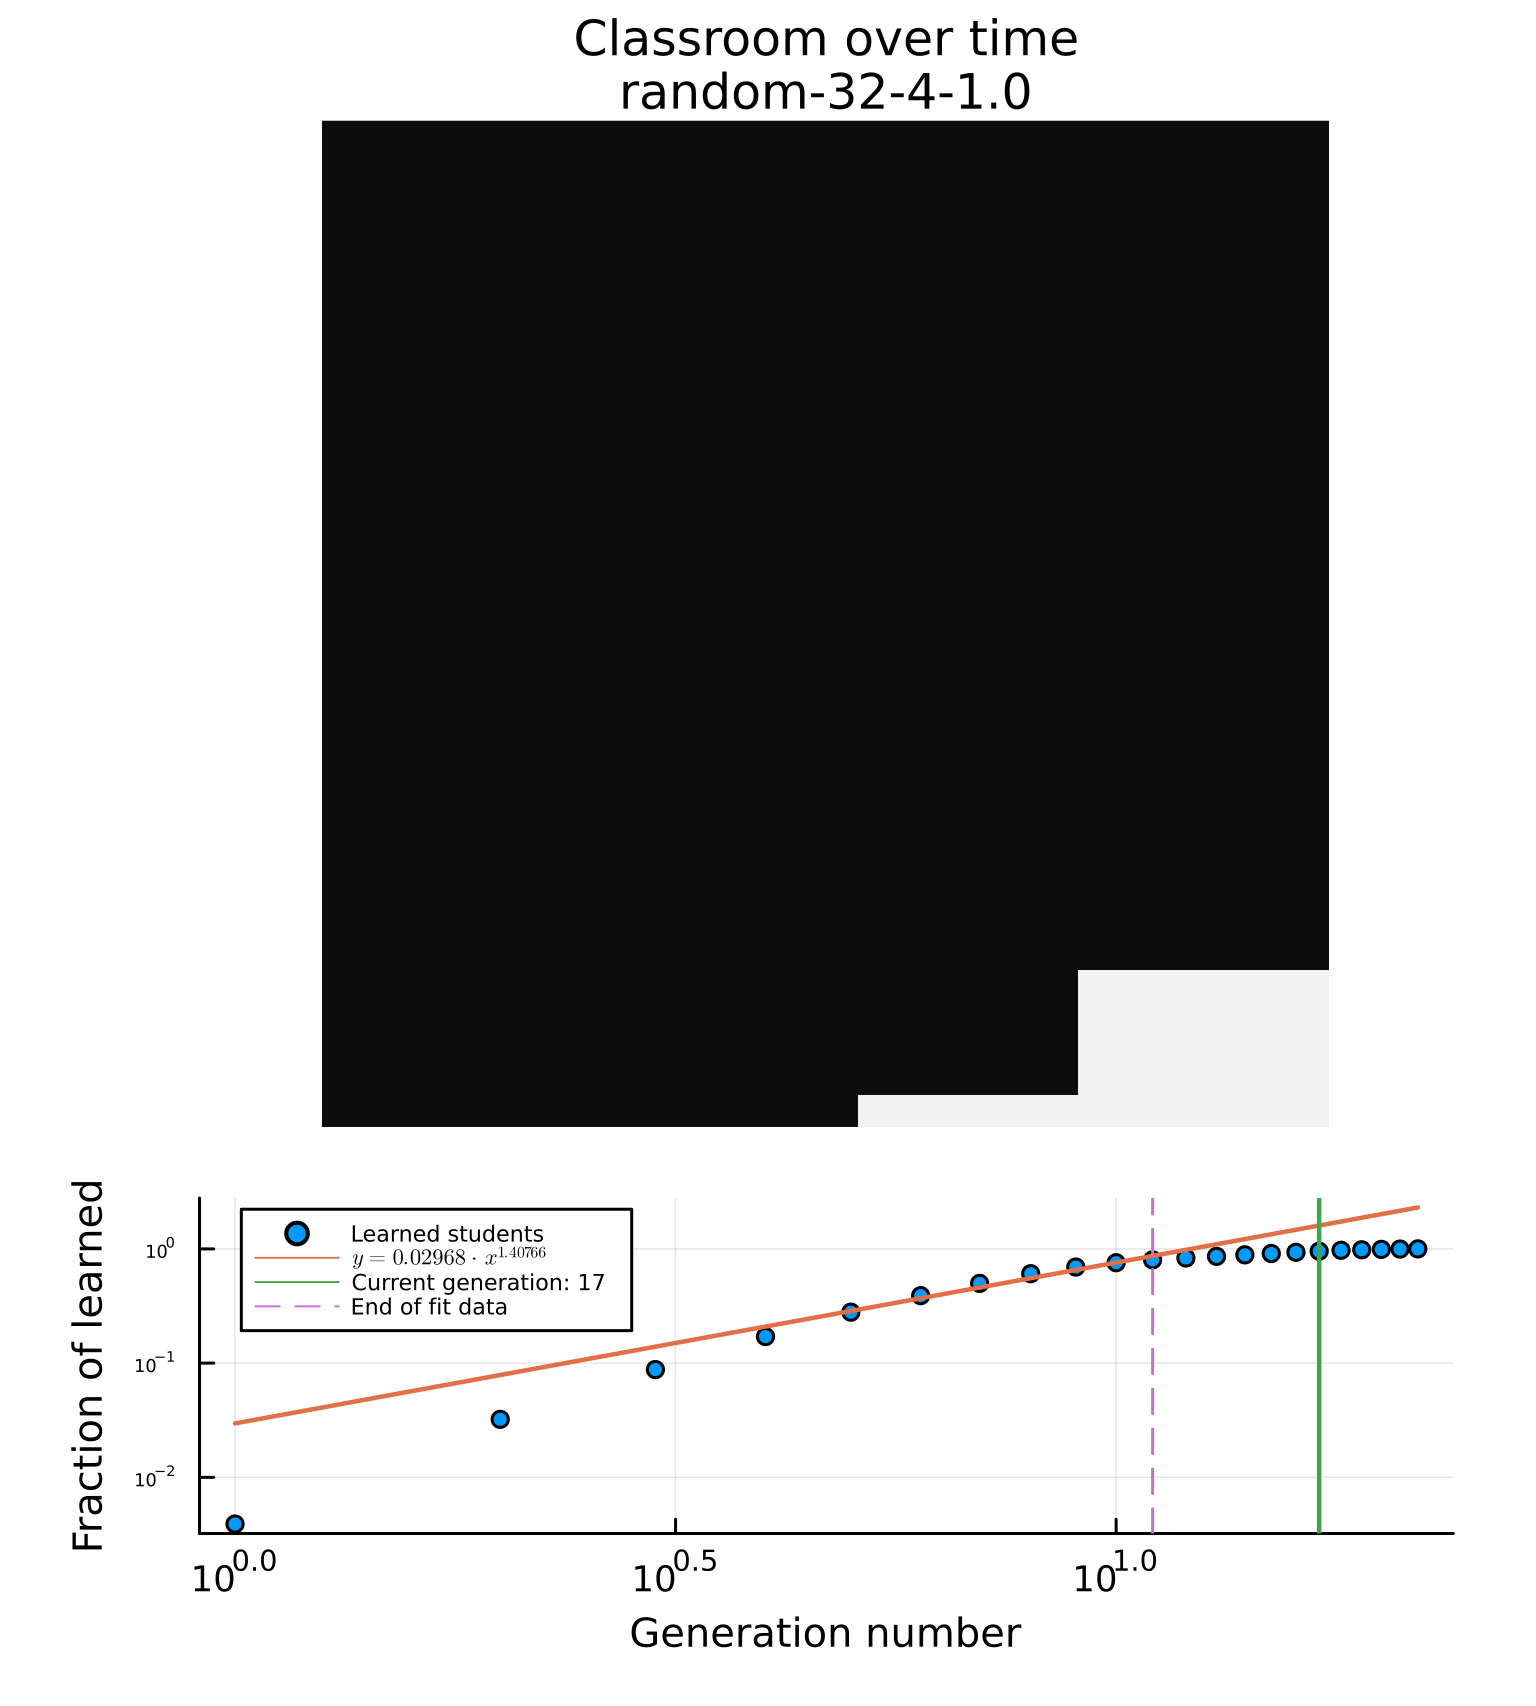 Classroom over time
random-32-4-1.0
Fraction of learned
10^0
10^-1
10^-2
Learned students
y = 0.02968 · x^1.40766
Current generation: 17
End of fit data
10^0.0 10^0.5 10^1.0
Generation number